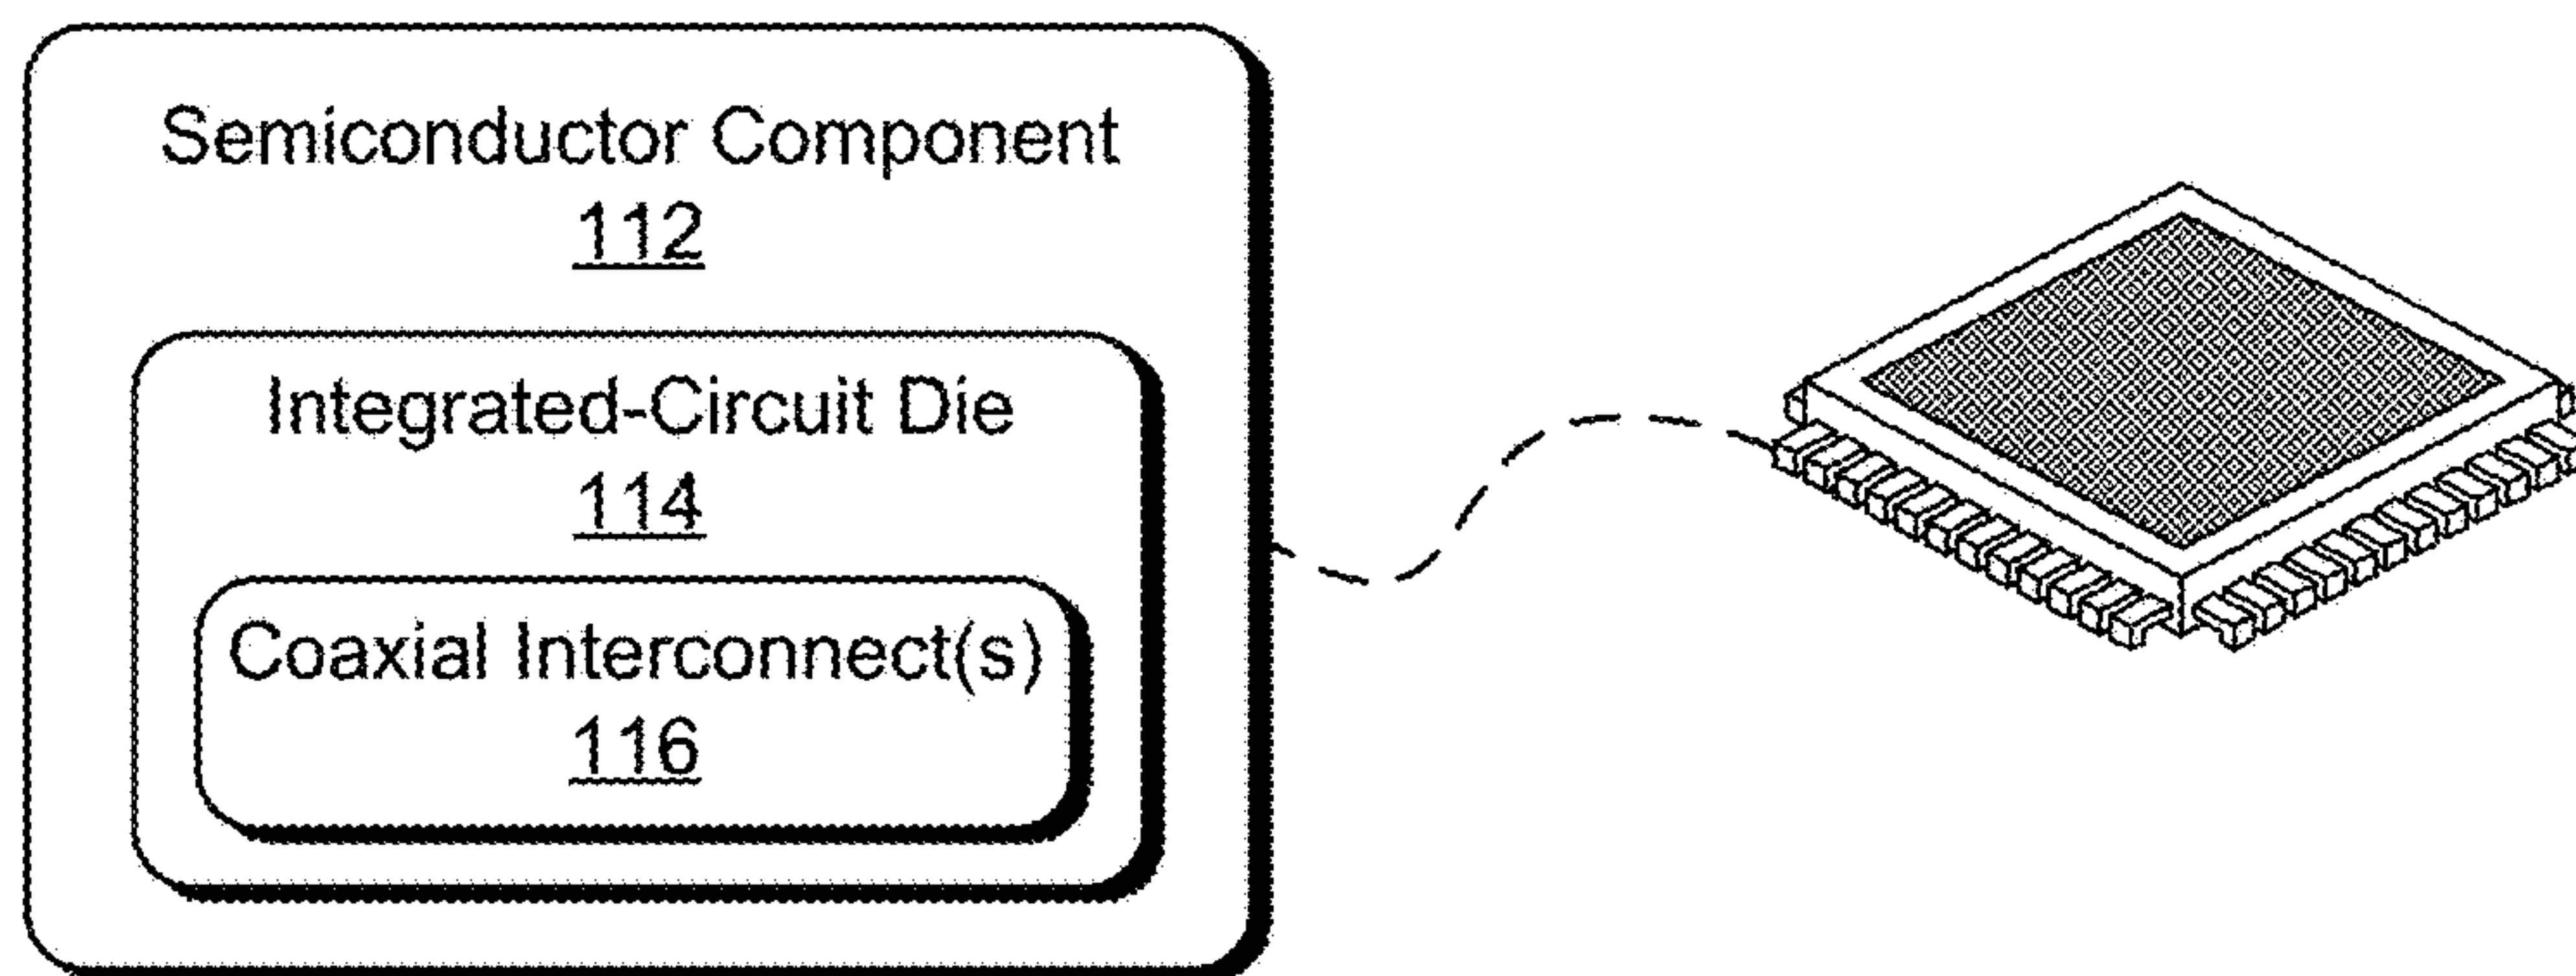 Semiconductor Component
112
Integrated-Circuit Die
114
Coaxial Interconnect(s)
116